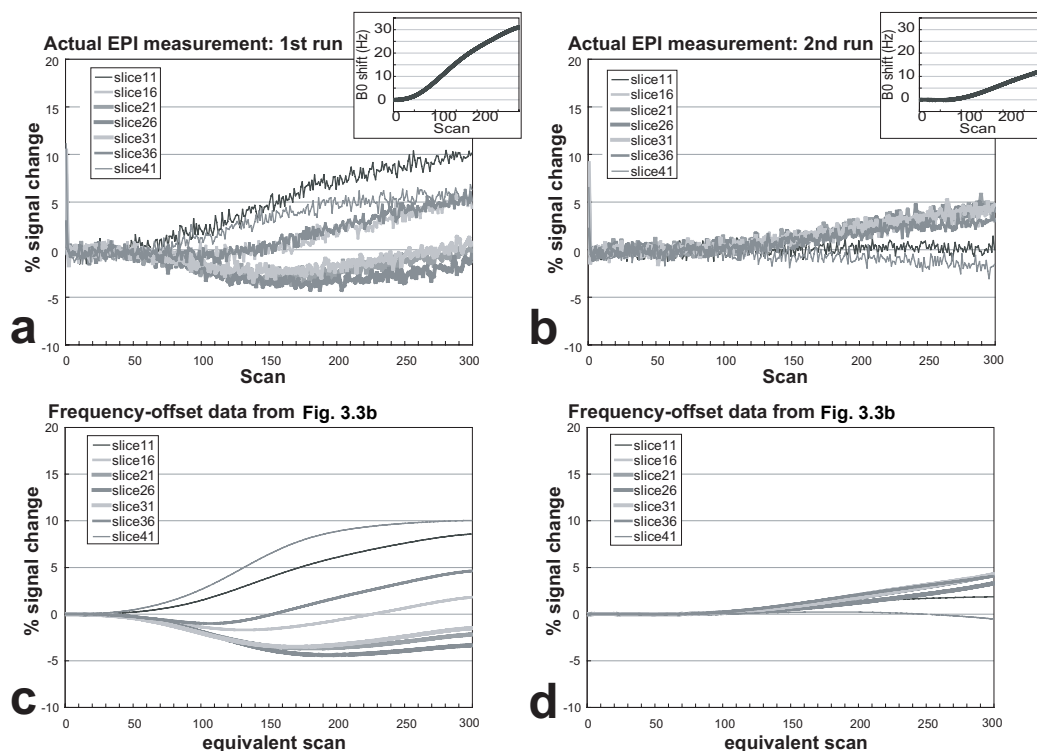 Actual EPI measurement: 1st run
B0 shift (Hz)
30
20
10
0
0 100 200
Scan
% signal change
20
15
10
5
0
-5
-10
slice11
slice16
slice21
slice26
slice31
slice36
slice41
a
0 50 100 150 200 250 300
Scan
Actual EPI measurement: 2nd run
B0 shift (Hz)
30
20
10
0
0 100 200
Scan
% signal change
20
15
10
5
0
-5
-10
slice11
slice16
slice21
slice26
slice31
slice36
slice41
b
0 50 100 150 200 250 300
Scan
Frequency-offset data from Fig. 3.3b
% signal change
20
15
10
5
0
-5
-10
slice11
slice16
slice21
slice26
slice31
slice36
slice41
c
0 50 100 150 200 250 300
equivalent scan
Frequency-offset data from Fig. 3.3b
% signal change
20
15
10
5
0
-5
-10
slice11
slice16
slice21
slice26
slice31
slice36
slice41
d
0 50 100 150 200 250 300
equivalent scan